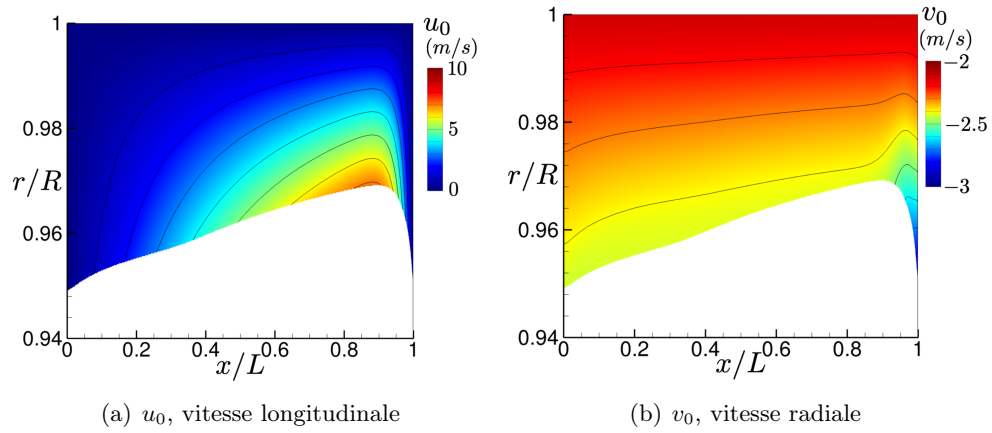 1
0.98
r/R
0.96
0.94
0
0.2
0.4
0.6
0.8
1
x/L
u₀
(m/s)
10
5
0
(a) u₀, vitesse longitudinale
1
0.98
r/R
0.96
0.94
0
0.2
0.4
0.6
0.8
1
x/L
v₀
(m/s)
−2
−2.5
−3
(b) v₀, vitesse radiale